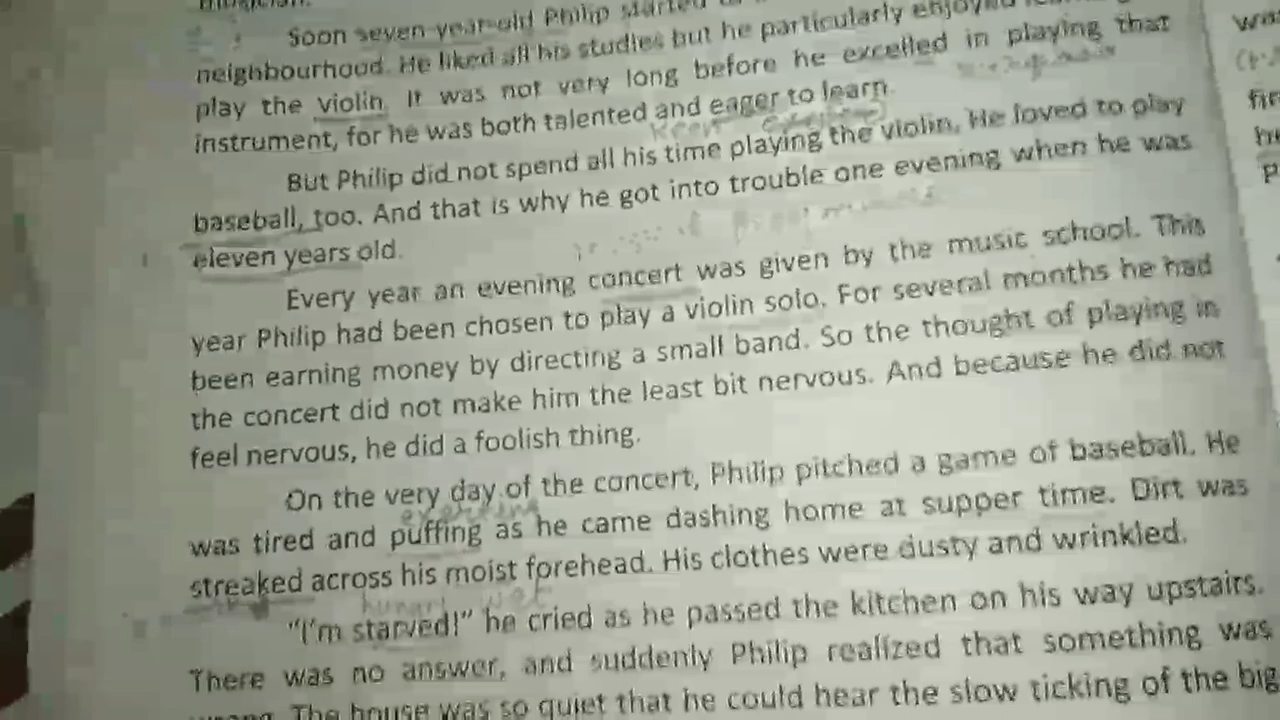 Soon seven-year-old Philip started
neighbourhood. He liked all his studies but he particularly enjoyed
play the violin. It was not very long before he excelled in playing that
instrument, for he was both talented and eager to learn.
keen
But Philip did not spend all his time playing the violin. He loved to play
baseball, too. And that is why he got into trouble one evening when he was
eleven years old.
Every year an evening concert was given by the music school. This
year Philip had been chosen to play a violin solo. For several months he had
been earning money by directing a small band. So the thought of playing in
the concert did not make him the least bit nervous. And because he did not
feel nervous, he did a foolish thing.
On the very day of the concert, Philip pitched a game of baseball. He
was tired and puffing as he came dashing home at supper time. Dirt was
streaked across his moist forehead. His clothes were dusty and wrinkled.
hungry wet
"I'm starved!" he cried as he passed the kitchen on his way upstairs.
There was no answer, and suddenly Philip realized that something was
wrong. The house was so quiet that he could hear the slow ticking of the big